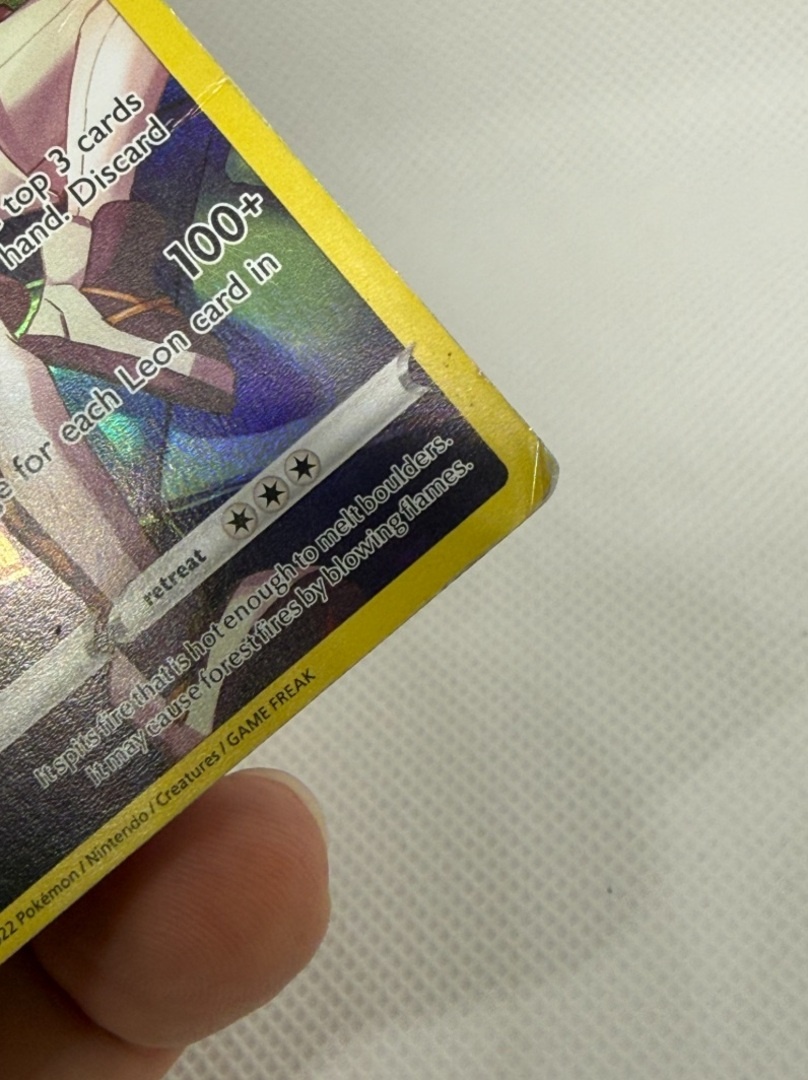 top 3 cards
hand. Discard
100+
for each Leon card in
retreat
It spits fire that is hot enough to melt boulders.
It may cause forest fires by blowing flames.
22 Pokémon / Nintendo / Creatures / GAME FREAK